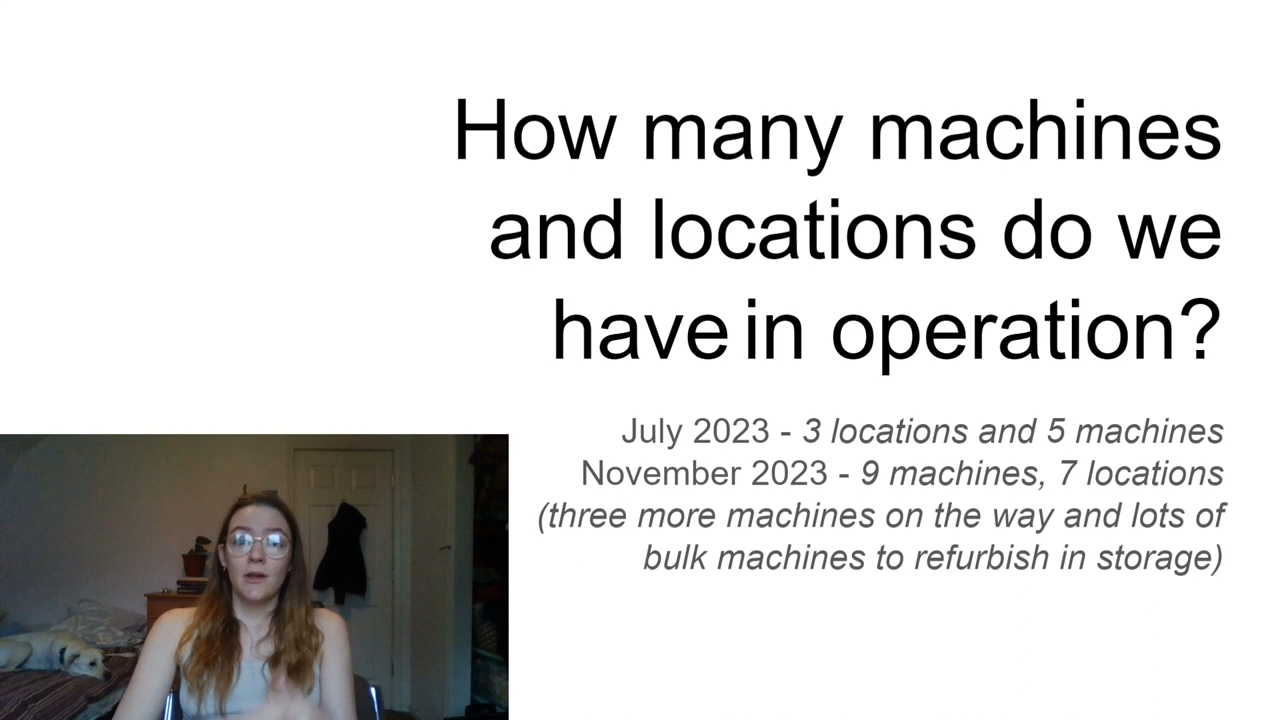 How many machines
and locations do we
have in operation?
July 2023 - 3 locations and 5 machines
November 2023 - 9 machines, 7 locations
(three more machines on the way and lots of
bulk machines to refurbish in storage)